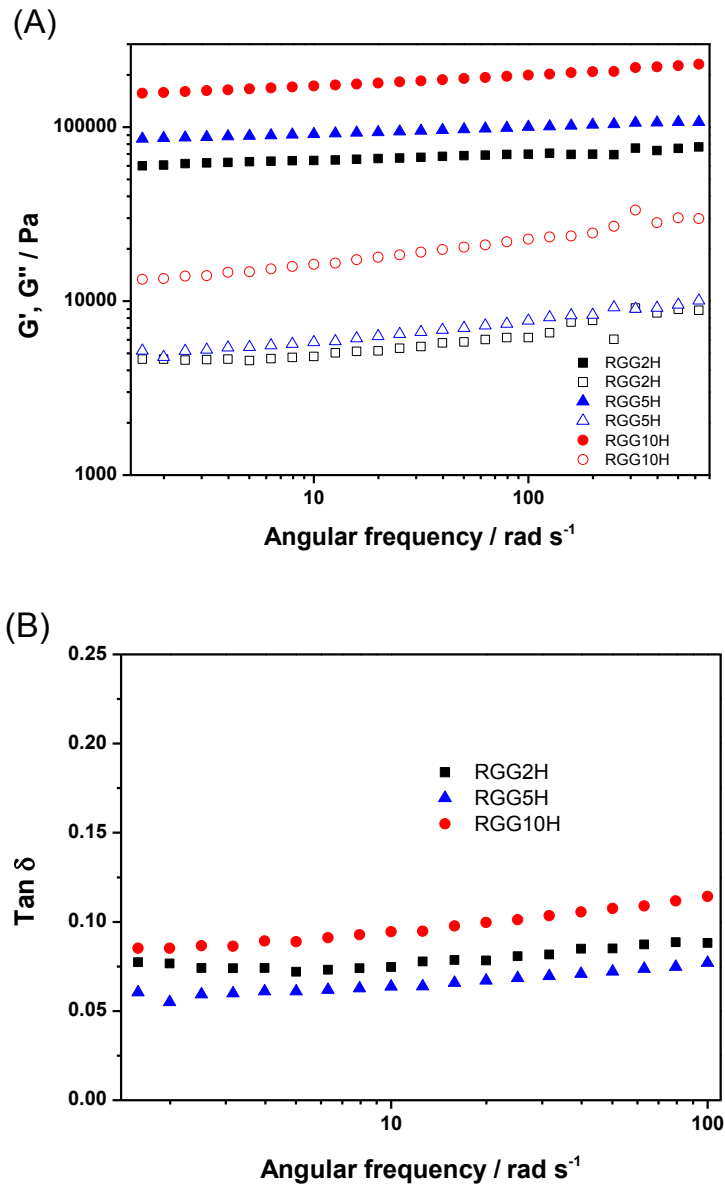 (A)
100000
10000
1000
G', G'' / Pa
RGG2H
RGG2H
RGG5H
RGG5H
RGG10H
RGG10H
10
100
Angular frequency / rad s⁻¹
(B)
0.25
0.20
0.15
0.10
0.05
0.00
Tan δ
RGG2H
RGG5H
RGG10H
10
100
Angular frequency / rad s⁻¹